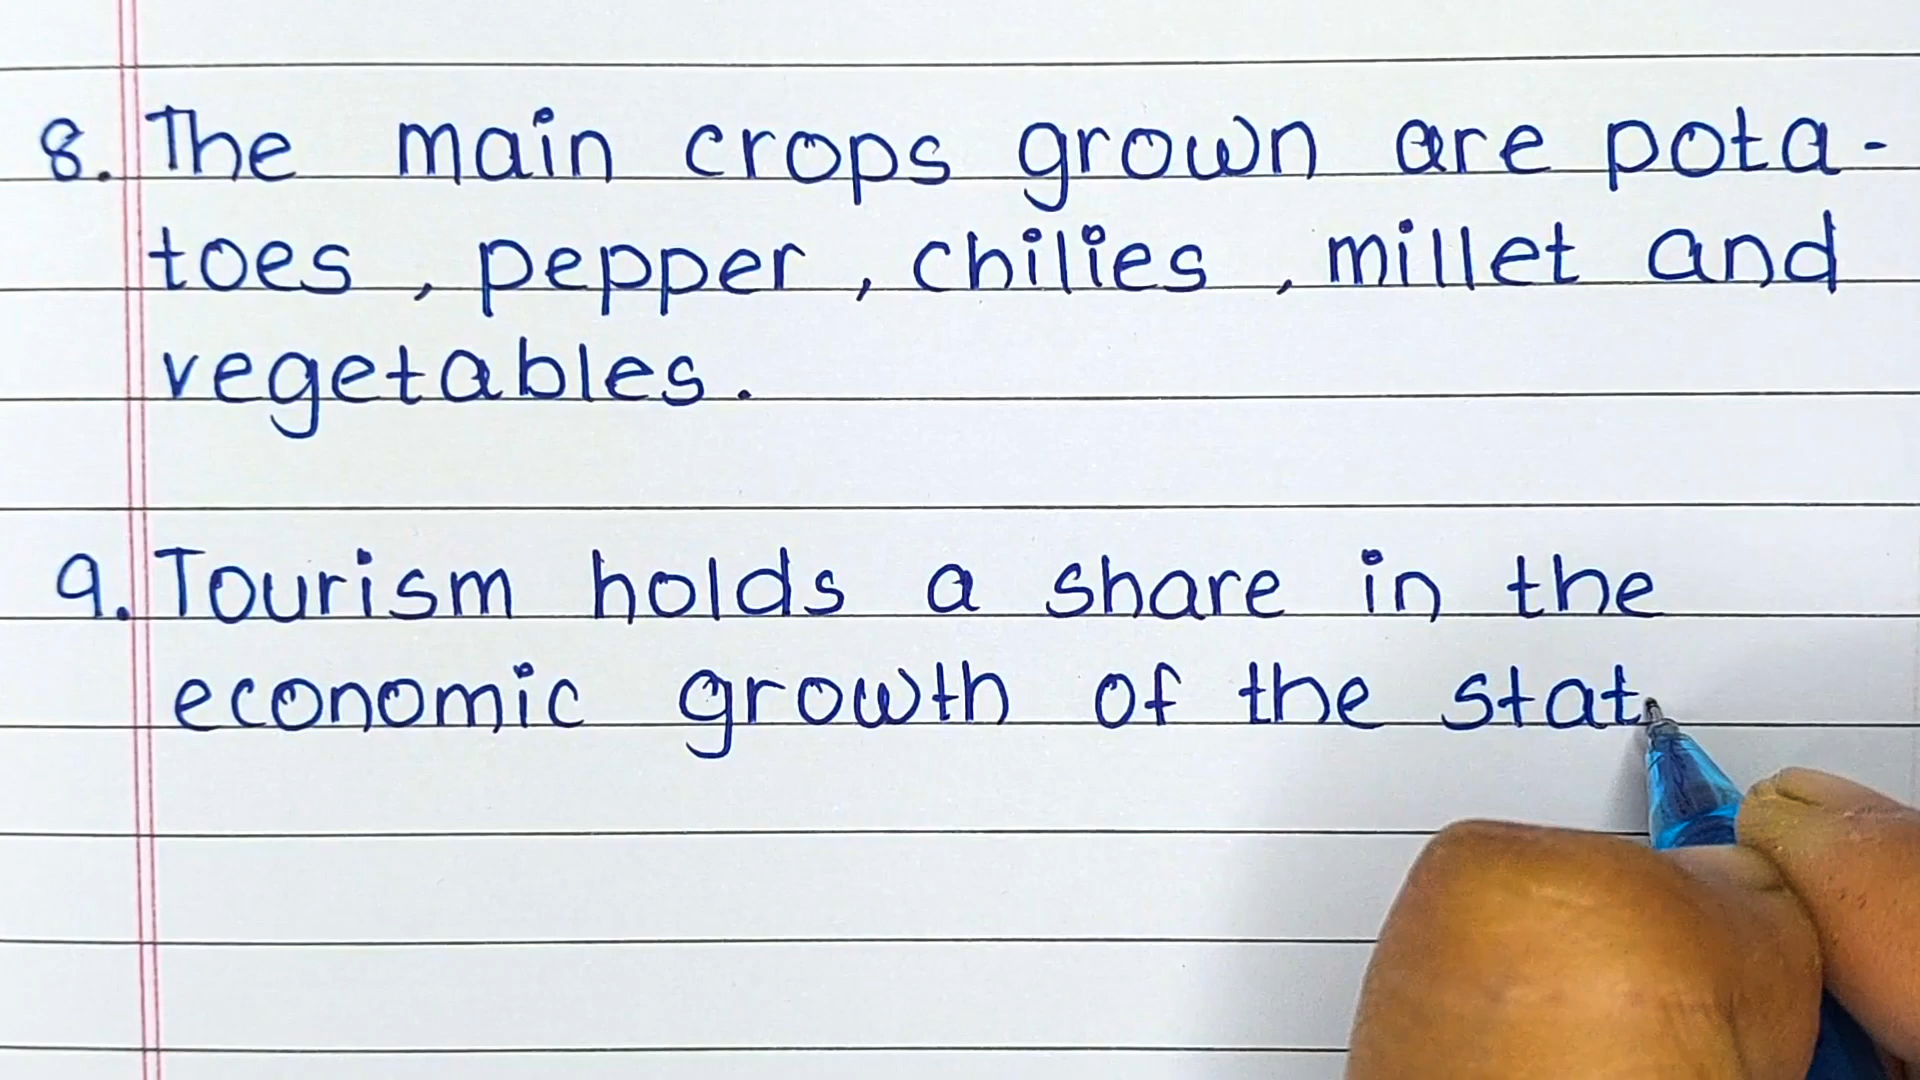 8. The main crops grown are pota-
toes, pepper, chilies, millet and
vegetables.
9. Tourism holds a share in the
economic growth of the stat